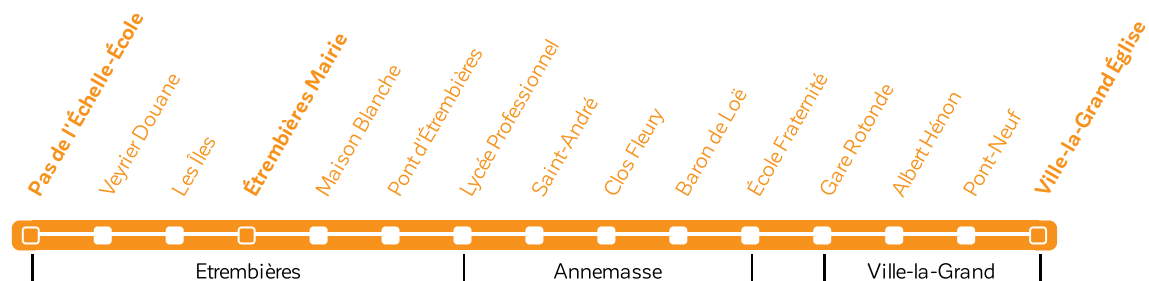 Pas de l'Échelle-École
Veyrier Douane
Les Îles
Étrembières Mairie
Maison Blanche
Pont d'Étrembières
Lycée Professionnel
Saint-André
Clos Fleury
Baron de Loë
École Fraternité
Gare Rotonde
Albert Hénon
Pont-Neuf
Ville-la-Grand Église
Etrembières
Annemasse
Ville-la-Grand